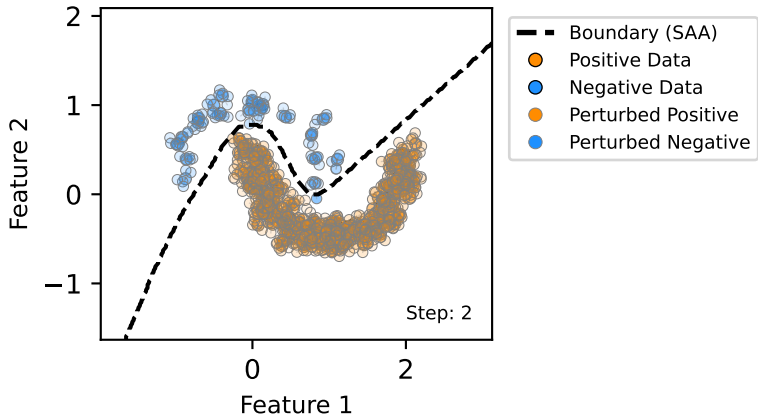 2
1
0
−1
Feature 2
0
2
Feature 1
Step: 2
Boundary (SAA)
Positive Data
Negative Data
Perturbed Positive
Perturbed Negative